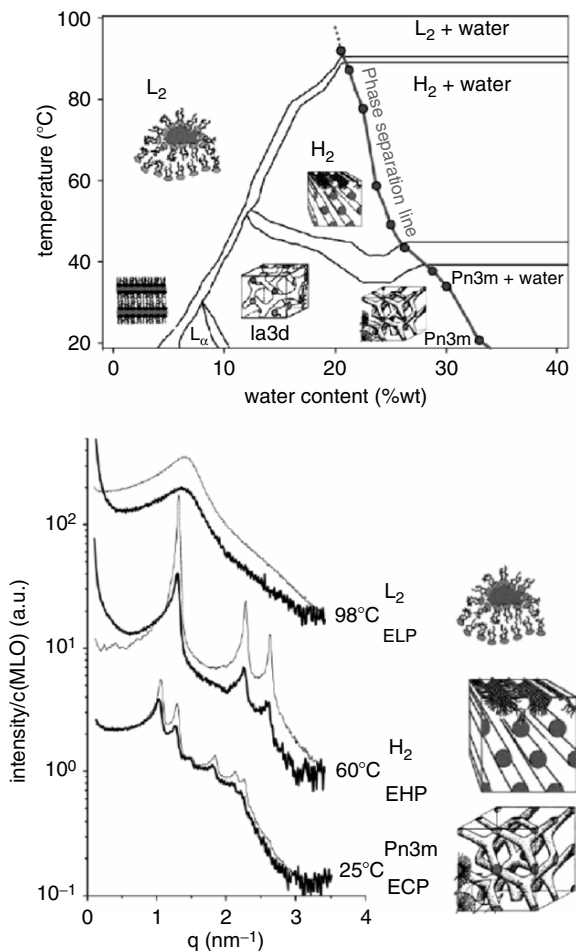 100
80
60
40
20
temperature (°C)
L2
L2 + water
H2 + water
Phase separation line
H2
Pn3m + water
Lα
Ia3d
Pn3m
0
10
20
30
40
water content (%wt)
10²
10¹
10⁰
10⁻¹
intensity/c(MLO) (a.u.)
98°C
L2
ELP
60°C
H2
EHP
25°C
Pn3m
ECP
0
1
2
3
4
q (nm⁻¹)